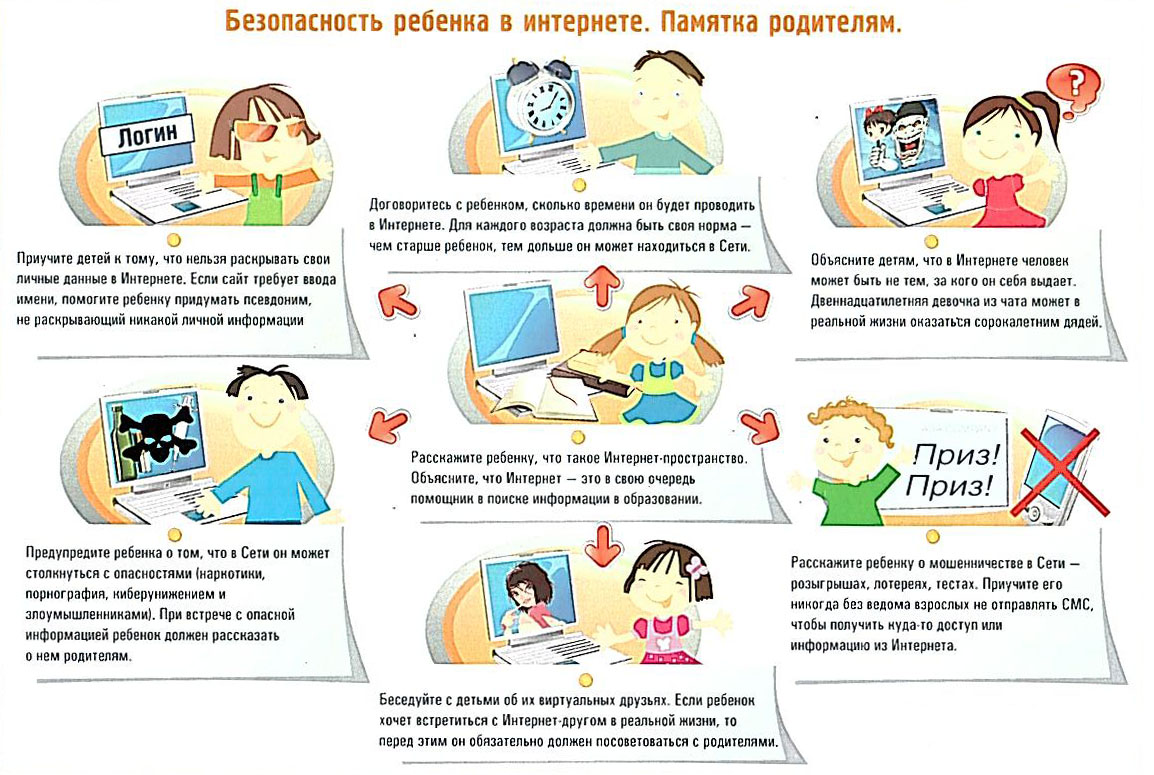 Безопасность ребенка в интернете. Памятка родителям.
Логин
Приучите детей к тому, что нельзя раскрывать свои
личные данные в Интернете. Если сайт требует ввода
имени, помогите ребенку придумать псевдоним,
не раскрывающий никакой личной информации
Договоритесь с ребенком, сколько времени он будет проводить
в Интернете. Для каждого возраста должна быть своя норма –
чем старше ребенок, тем дольше он может находиться в Сети.
?
Объясните детям, что в Интернете человек
может быть не тем, за кого он себя выдает.
Двеннадцатилетняя девочка из чата может в
реальной жизни оказаться сорокалетним дядей.
Расскажите ребенку, что такое Интернет-пространство.
Объясните, что Интернет – это в свою очередь
помощник в поиске информации в образовании.
Предупредите ребенка о том, что в Сети он может
столкнуться с опасностями (наркотики,
порнография, киберунижением и
злоумышленниками). При встрече с опасной
информацией ребенок должен рассказать
о нем родителям.
Приз!
Приз!
Расскажите ребенку о мошенничестве в Сети –
розыгрышах, лотереях, тестах. Приучите его
никогда без ведома взрослых не отправлять СМС,
чтобы получить куда-то доступ или
информацию из Интернета.
Беседуйте с детьми об их виртуальных друзьях. Если ребенок
хочет встретиться с Интернет-другом в реальной жизни, то
перед этим он обязательно должен посоветоваться с родителями.